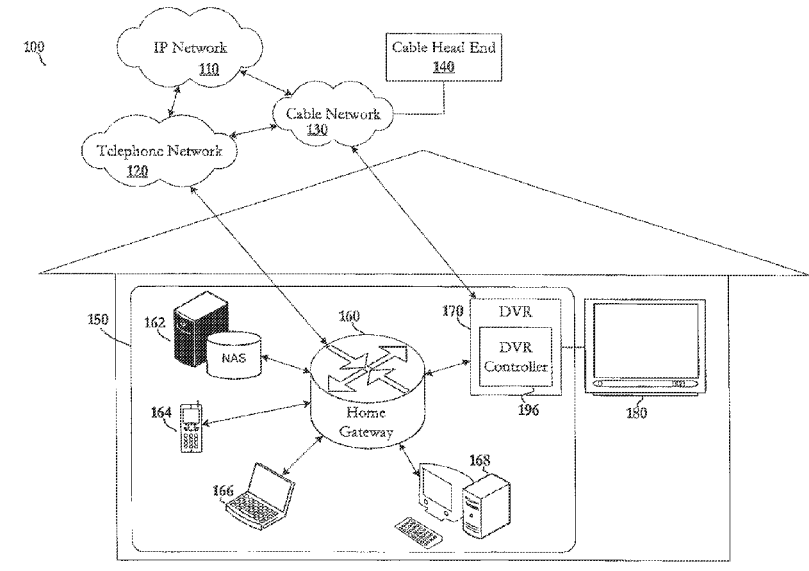 100
IP Network
110
Cable Head End
140
Cable Network
130
Telephone Network
120
150
162
NAS
160
170
DVR
DVR
Controller
196
180
164
Home
Gateway
166
168